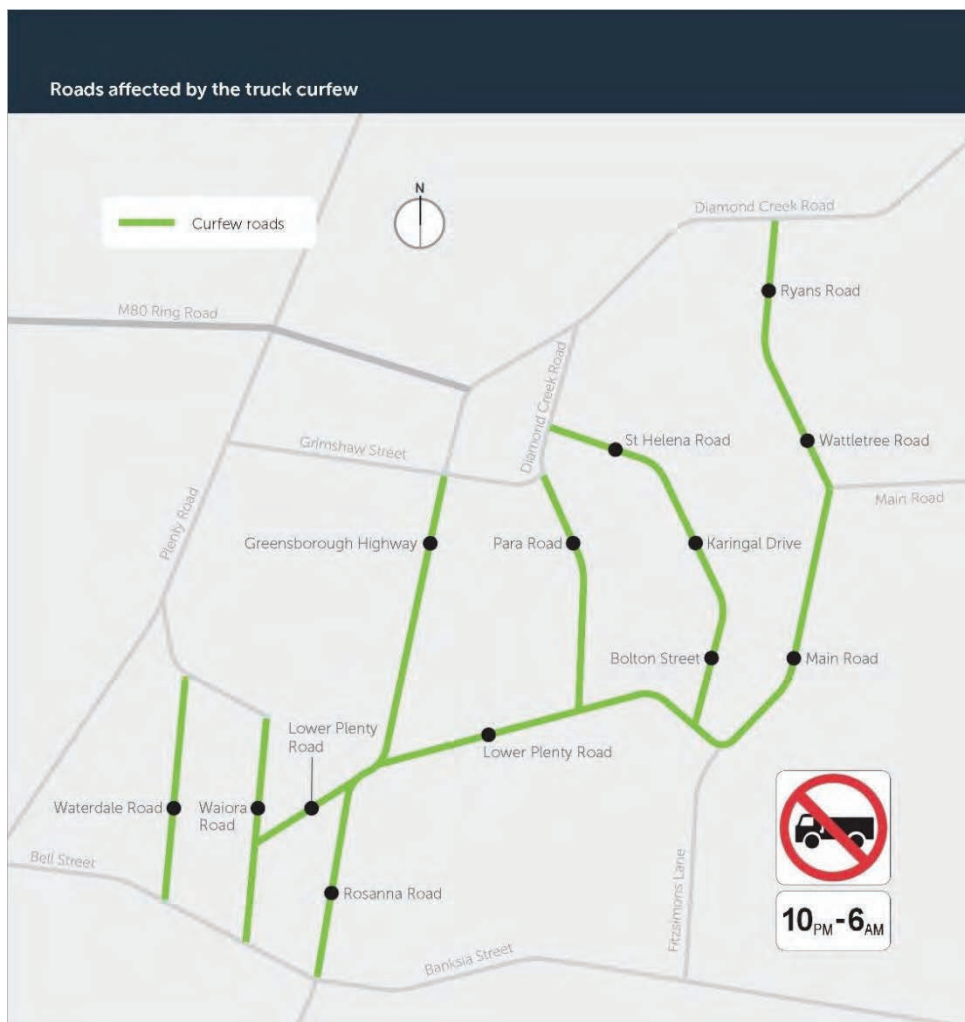 Roads affected by the truck curfew
N
Curfew roads
Diamond Creek Road
Ryans Road
M80 Ring Road
Diamond Creek Road
St Helena Road
Wattletree Road
Grimshaw Street
Main Road
Plenty Road
Greensborough Highway
Para Road
Karingal Drive
Bolton Street
Main Road
Lower Plenty
Road
Lower Plenty Road
Waterdale Road
Waiora
Road
Bell Street
Rosanna Road
Fitzsimons Lane
Banksia Street
10PM-6AM